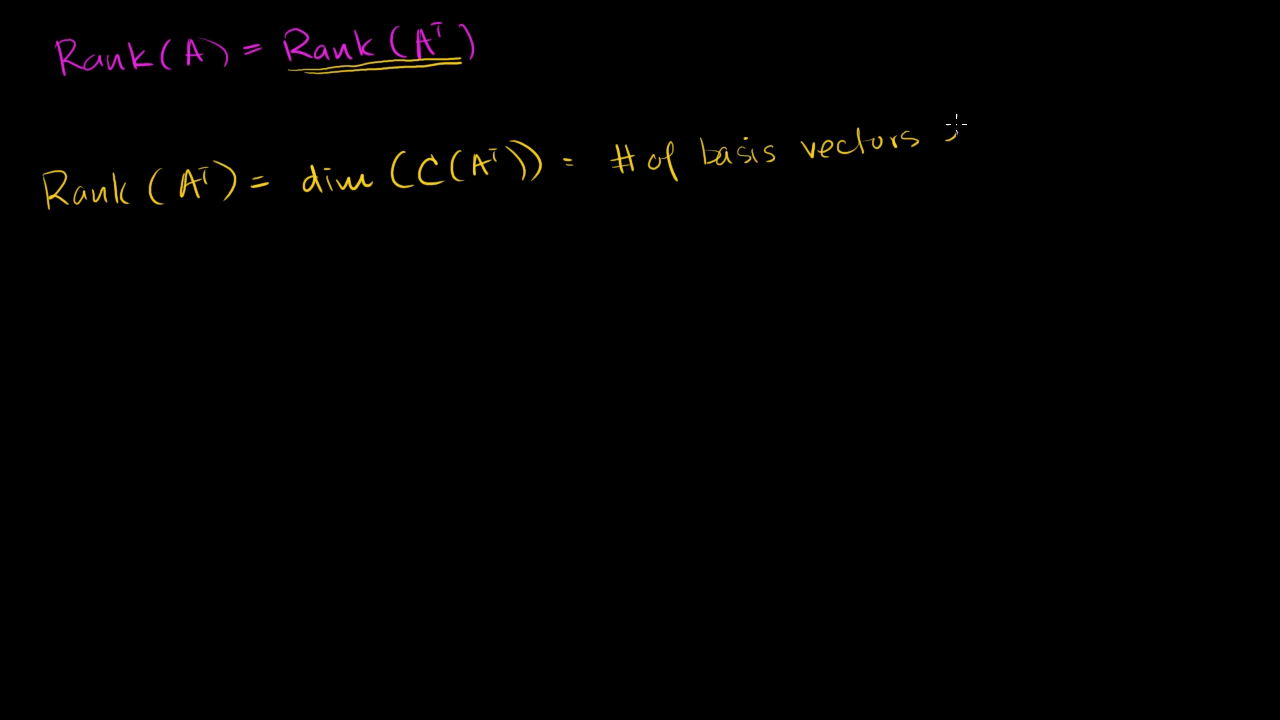 Rank(A) = Rank(Aᵀ)
Rank(Aᵀ) = dim(C(Aᵀ)) = # of basis vectors